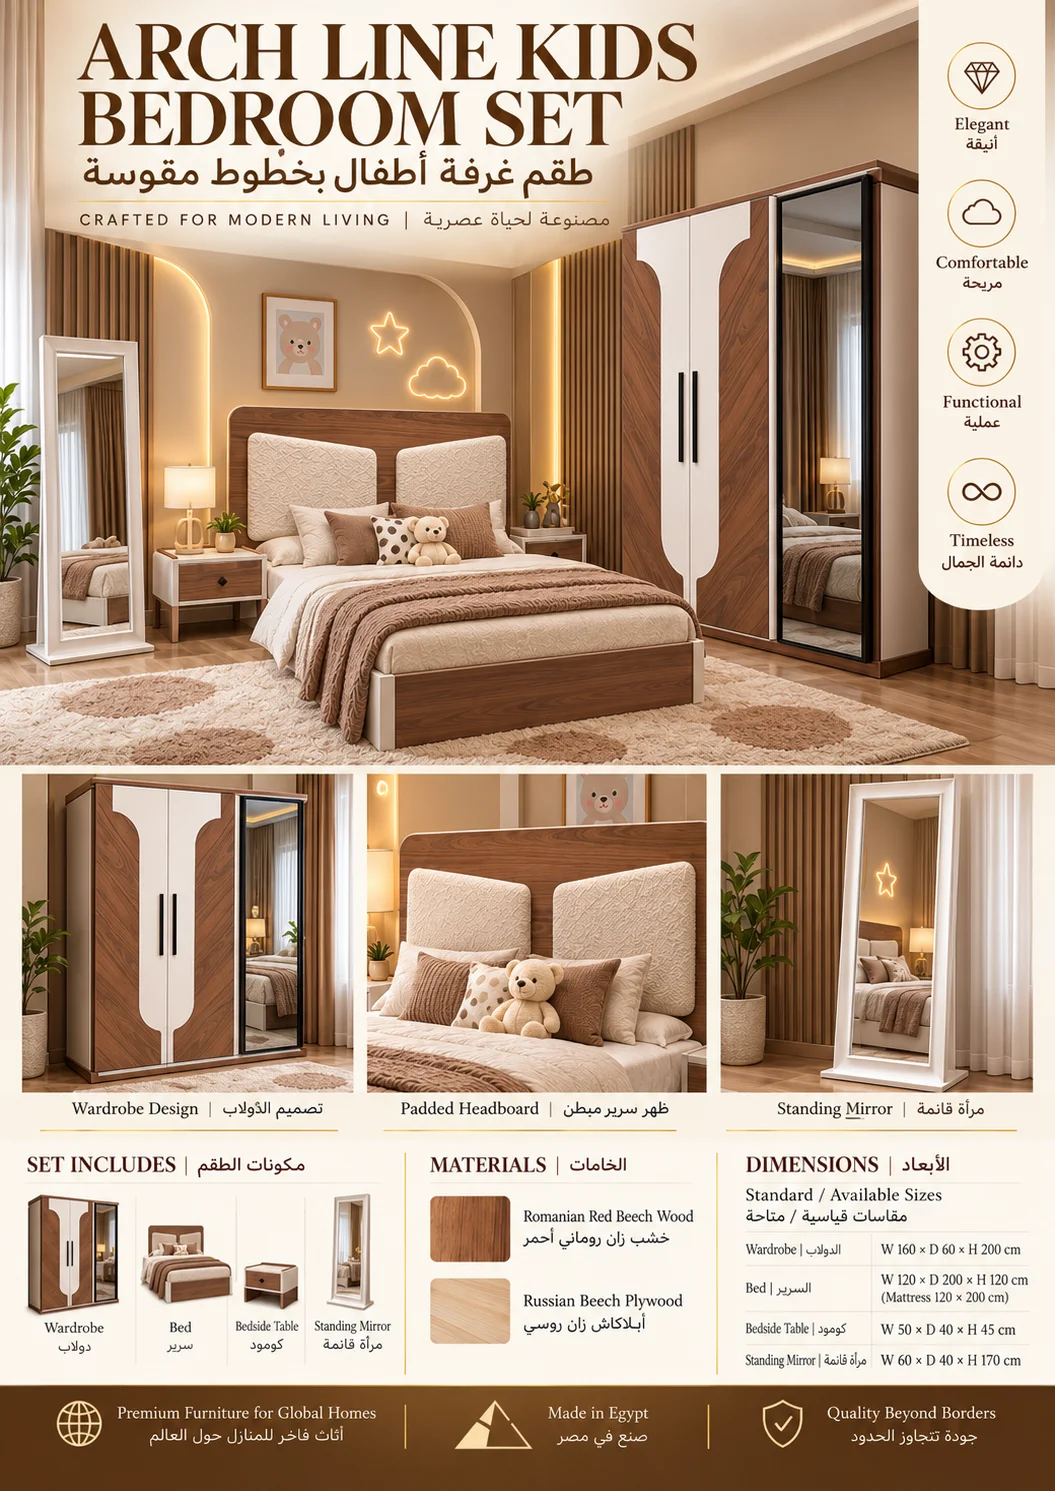 ARCH LINE KIDS
BEDROOM SET
طقم غرفة أطفال بخطوط مقوسة
CRAFTED FOR MODERN LIVING | مصنوعة لحياة عصرية
Elegant
أنيقة
Comfortable
مريحة
Functional
عملية
Timeless
دائمة الجمال
Wardrobe Design | تصميم الدولاب
Padded Headboard | ظهر سرير مبطن
Standing Mirror | مرآة قائمة
SET INCLUDES | مكونات الطقم
Wardrobe
دولاب
Bed
سرير
Bedside Table
كومود
Standing Mirror
مرآة قائمة
MATERIALS | الخامات
Romanian Red Beech Wood
خشب زان روماني أحمر
Russian Beech Plywood
أبلاكاش زان روسي
DIMENSIONS | الأبعاد
Standard / Available Sizes
مقاسات قياسية / متاحة
Wardrobe | الدولاب W 160 × D 60 × H 200 cm
Bed | السرير W 120 × D 200 × H 120 cm
(Mattress 120 × 200 cm)
Bedside Table | كومود W 50 × D 40 × H 45 cm
Standing Mirror | مرآة قائمة W 60 × D 40 × H 170 cm
Premium Furniture for Global Homes
أثاث فاخر للمنازل حول العالم
Made in Egypt
صنع في مصر
Quality Beyond Borders
جودة تتجاوز الحدود